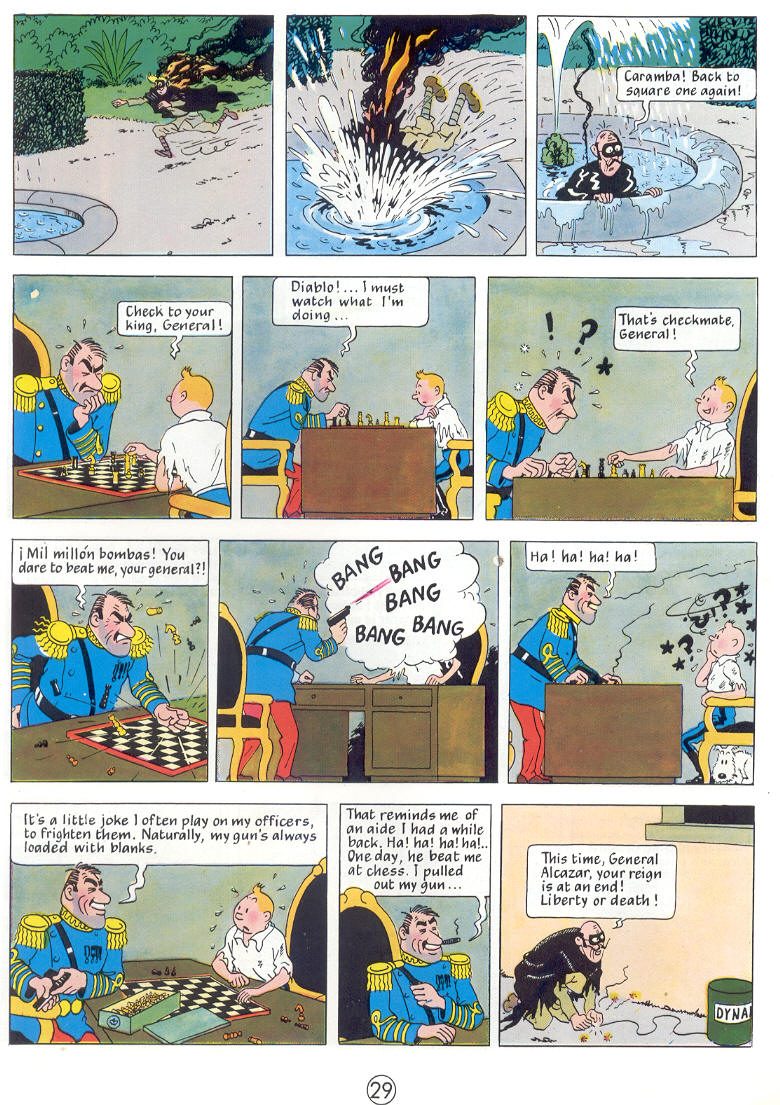 Caramba! Back to
square one again!
Check to your
king, General!
Diablo!... I must
watch what I'm
doing...
! ? *
That's checkmate,
General!
¡Mil millón bombas! You
dare to beat me, your general?!
BANG
BANG
BANG
BANG
BANG
Ha! ha! ha! ha!
It's a little joke I often play on my officers,
to frighten them. Naturally, my gun's always
loaded with blanks.
That reminds me of
an aide I had a while
back. Ha! ha! ha! ha!..
One day, he beat me
at chess. I pulled
out my gun...
This time, General
Alcazar, your reign
is at an end!
Liberty or death!
DYNA
29